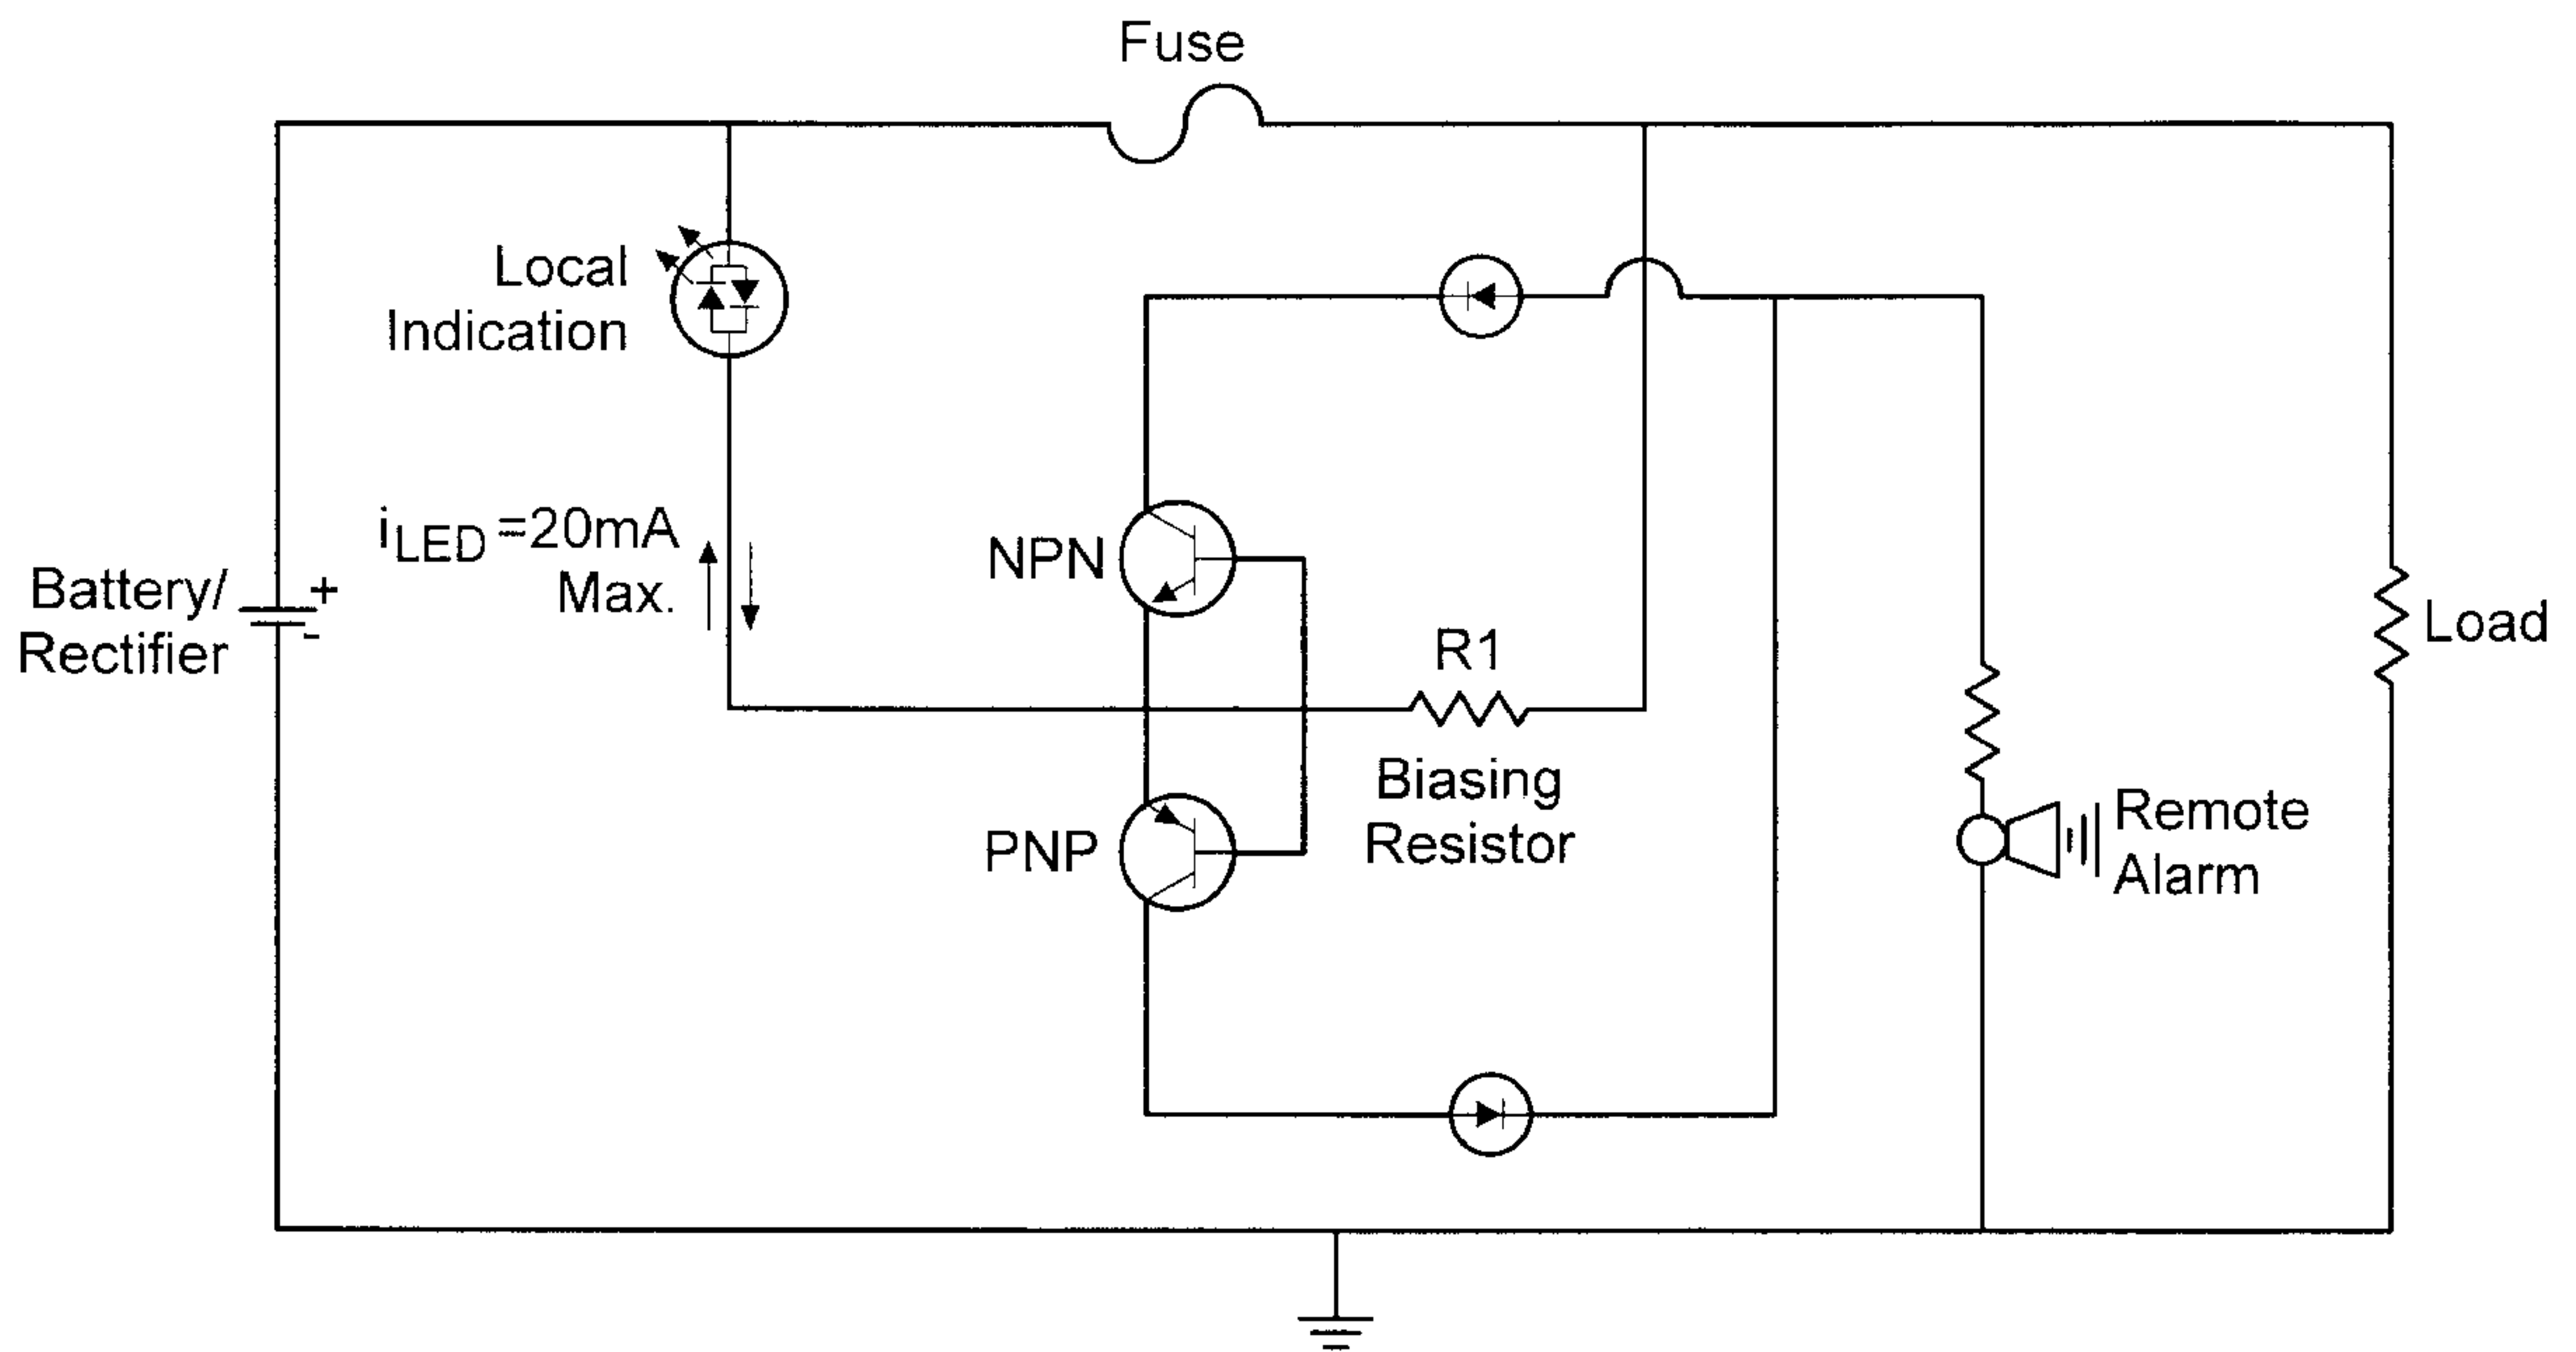 Fuse
Local
Indication
iLED =20mA
Max.
Battery/
Rectifier
+
-
NPN
R1
Biasing
Resistor
PNP
Load
Remote
Alarm